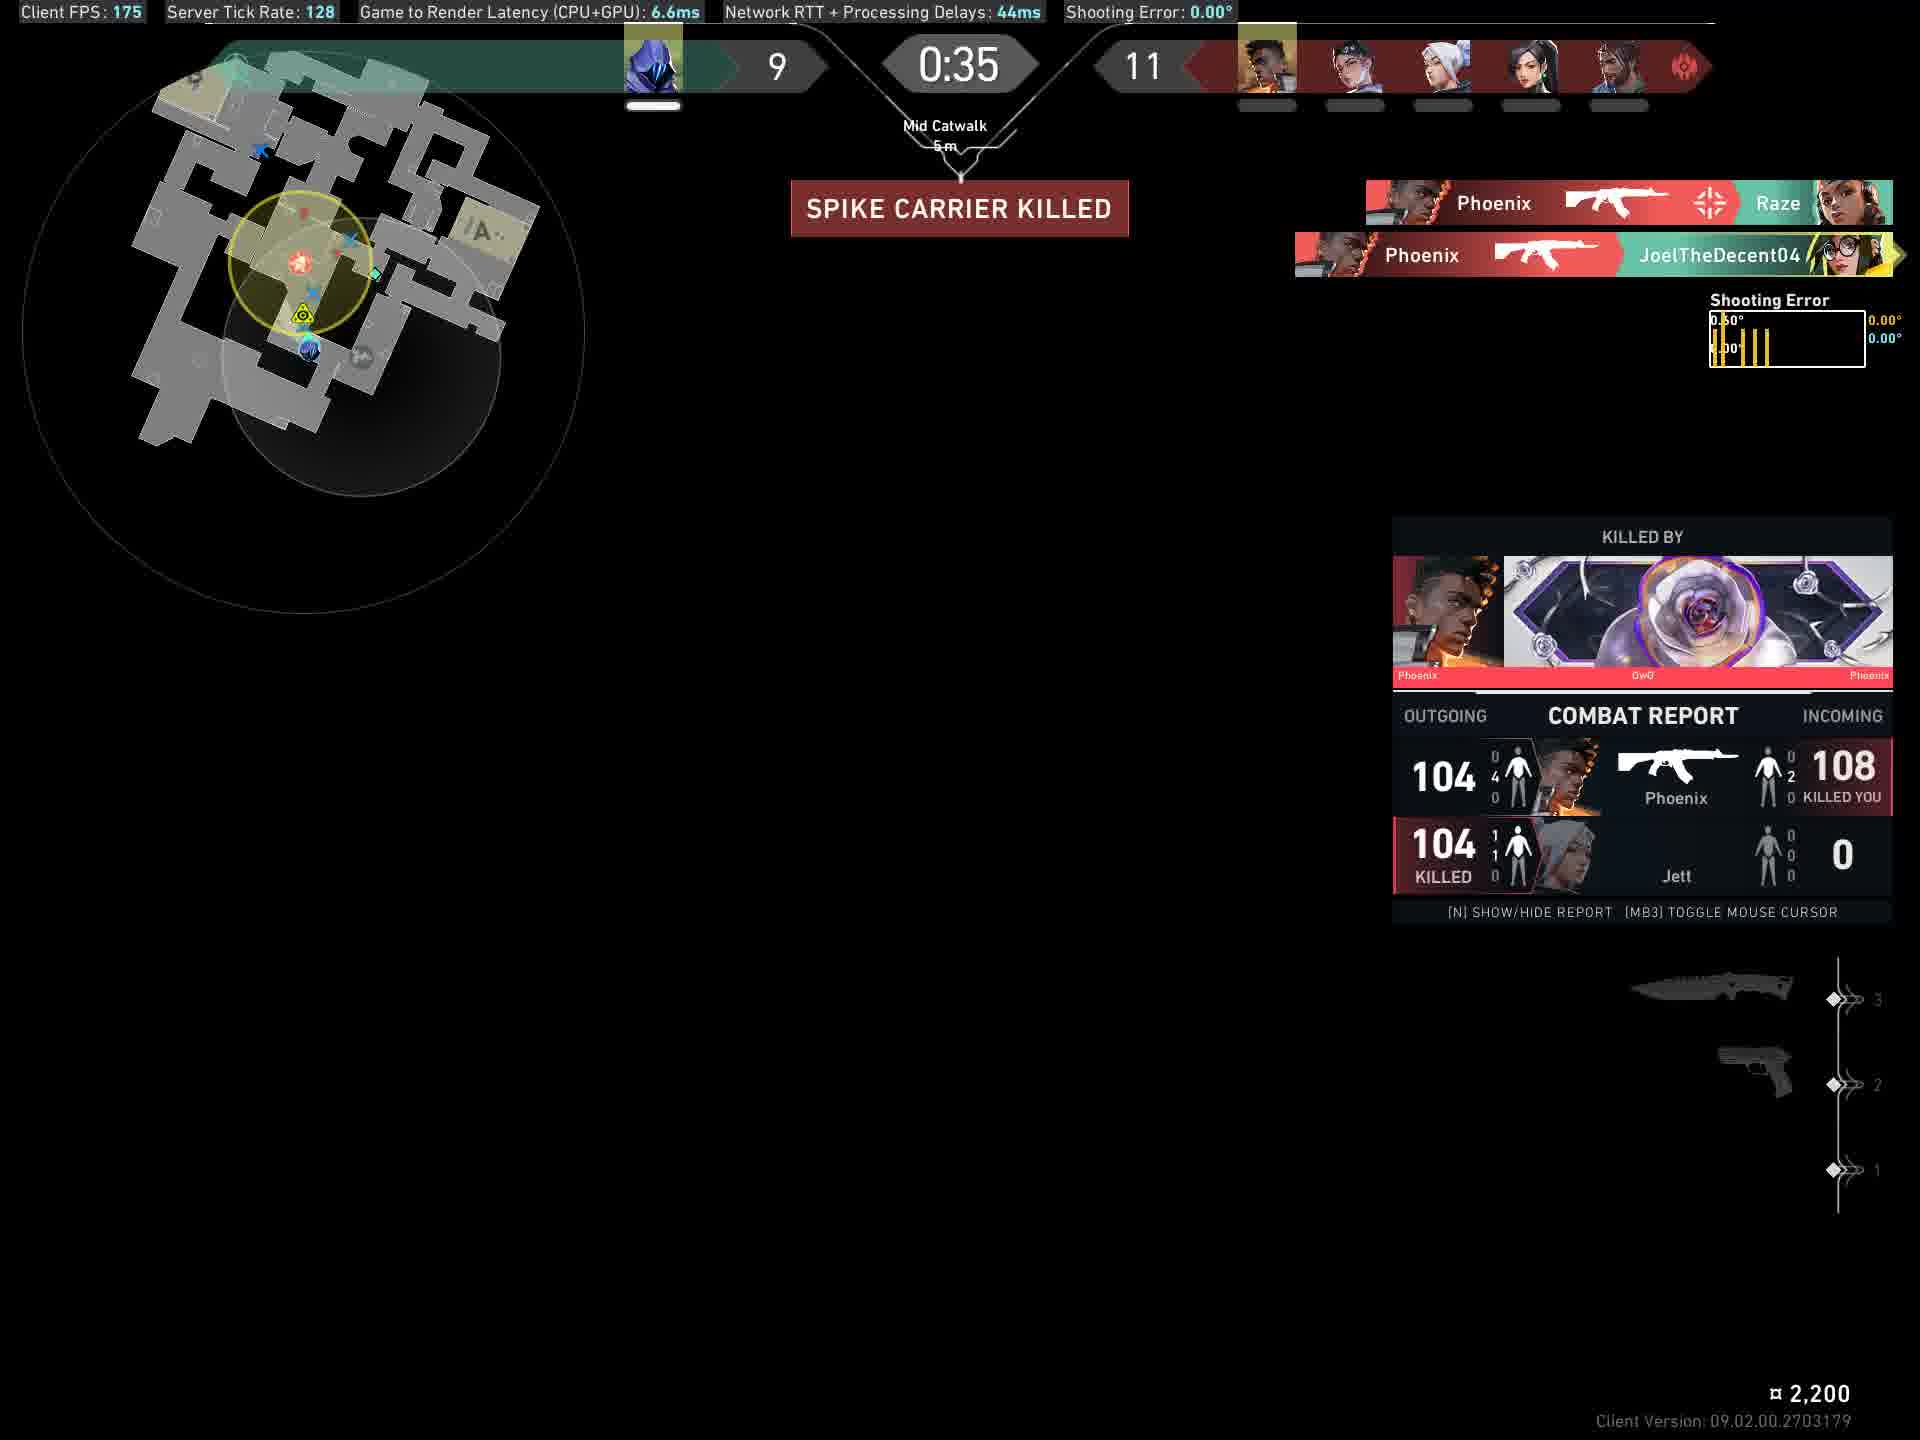 Client FPS: 175 Server Tick Rate: 128 Game to Render Latency (CPU+GPU): 6.6ms Network RTT + Processing Delays: 44ms Shooting Error: 0.00°
9 0:35 11
Mid Catwalk
5m
SPIKE CARRIER KILLED
A
Phoenix Raze
Phoenix JoelTheDecent04
Shooting Error
0.00°
0.00°
KILLED BY
Phoenix OwO Phoenix
OUTGOING COMBAT REPORT INCOMING
104 0 4 0 Phoenix 0 2 0 108 KILLED YOU
104 KILLED 1 1 0 Jett 0 0 0 0
[N] SHOW/HIDE REPORT [MB3] TOGGLE MOUSE CURSOR
3
2
1
¤ 2,200
Client Version: 09.02.00.2703179